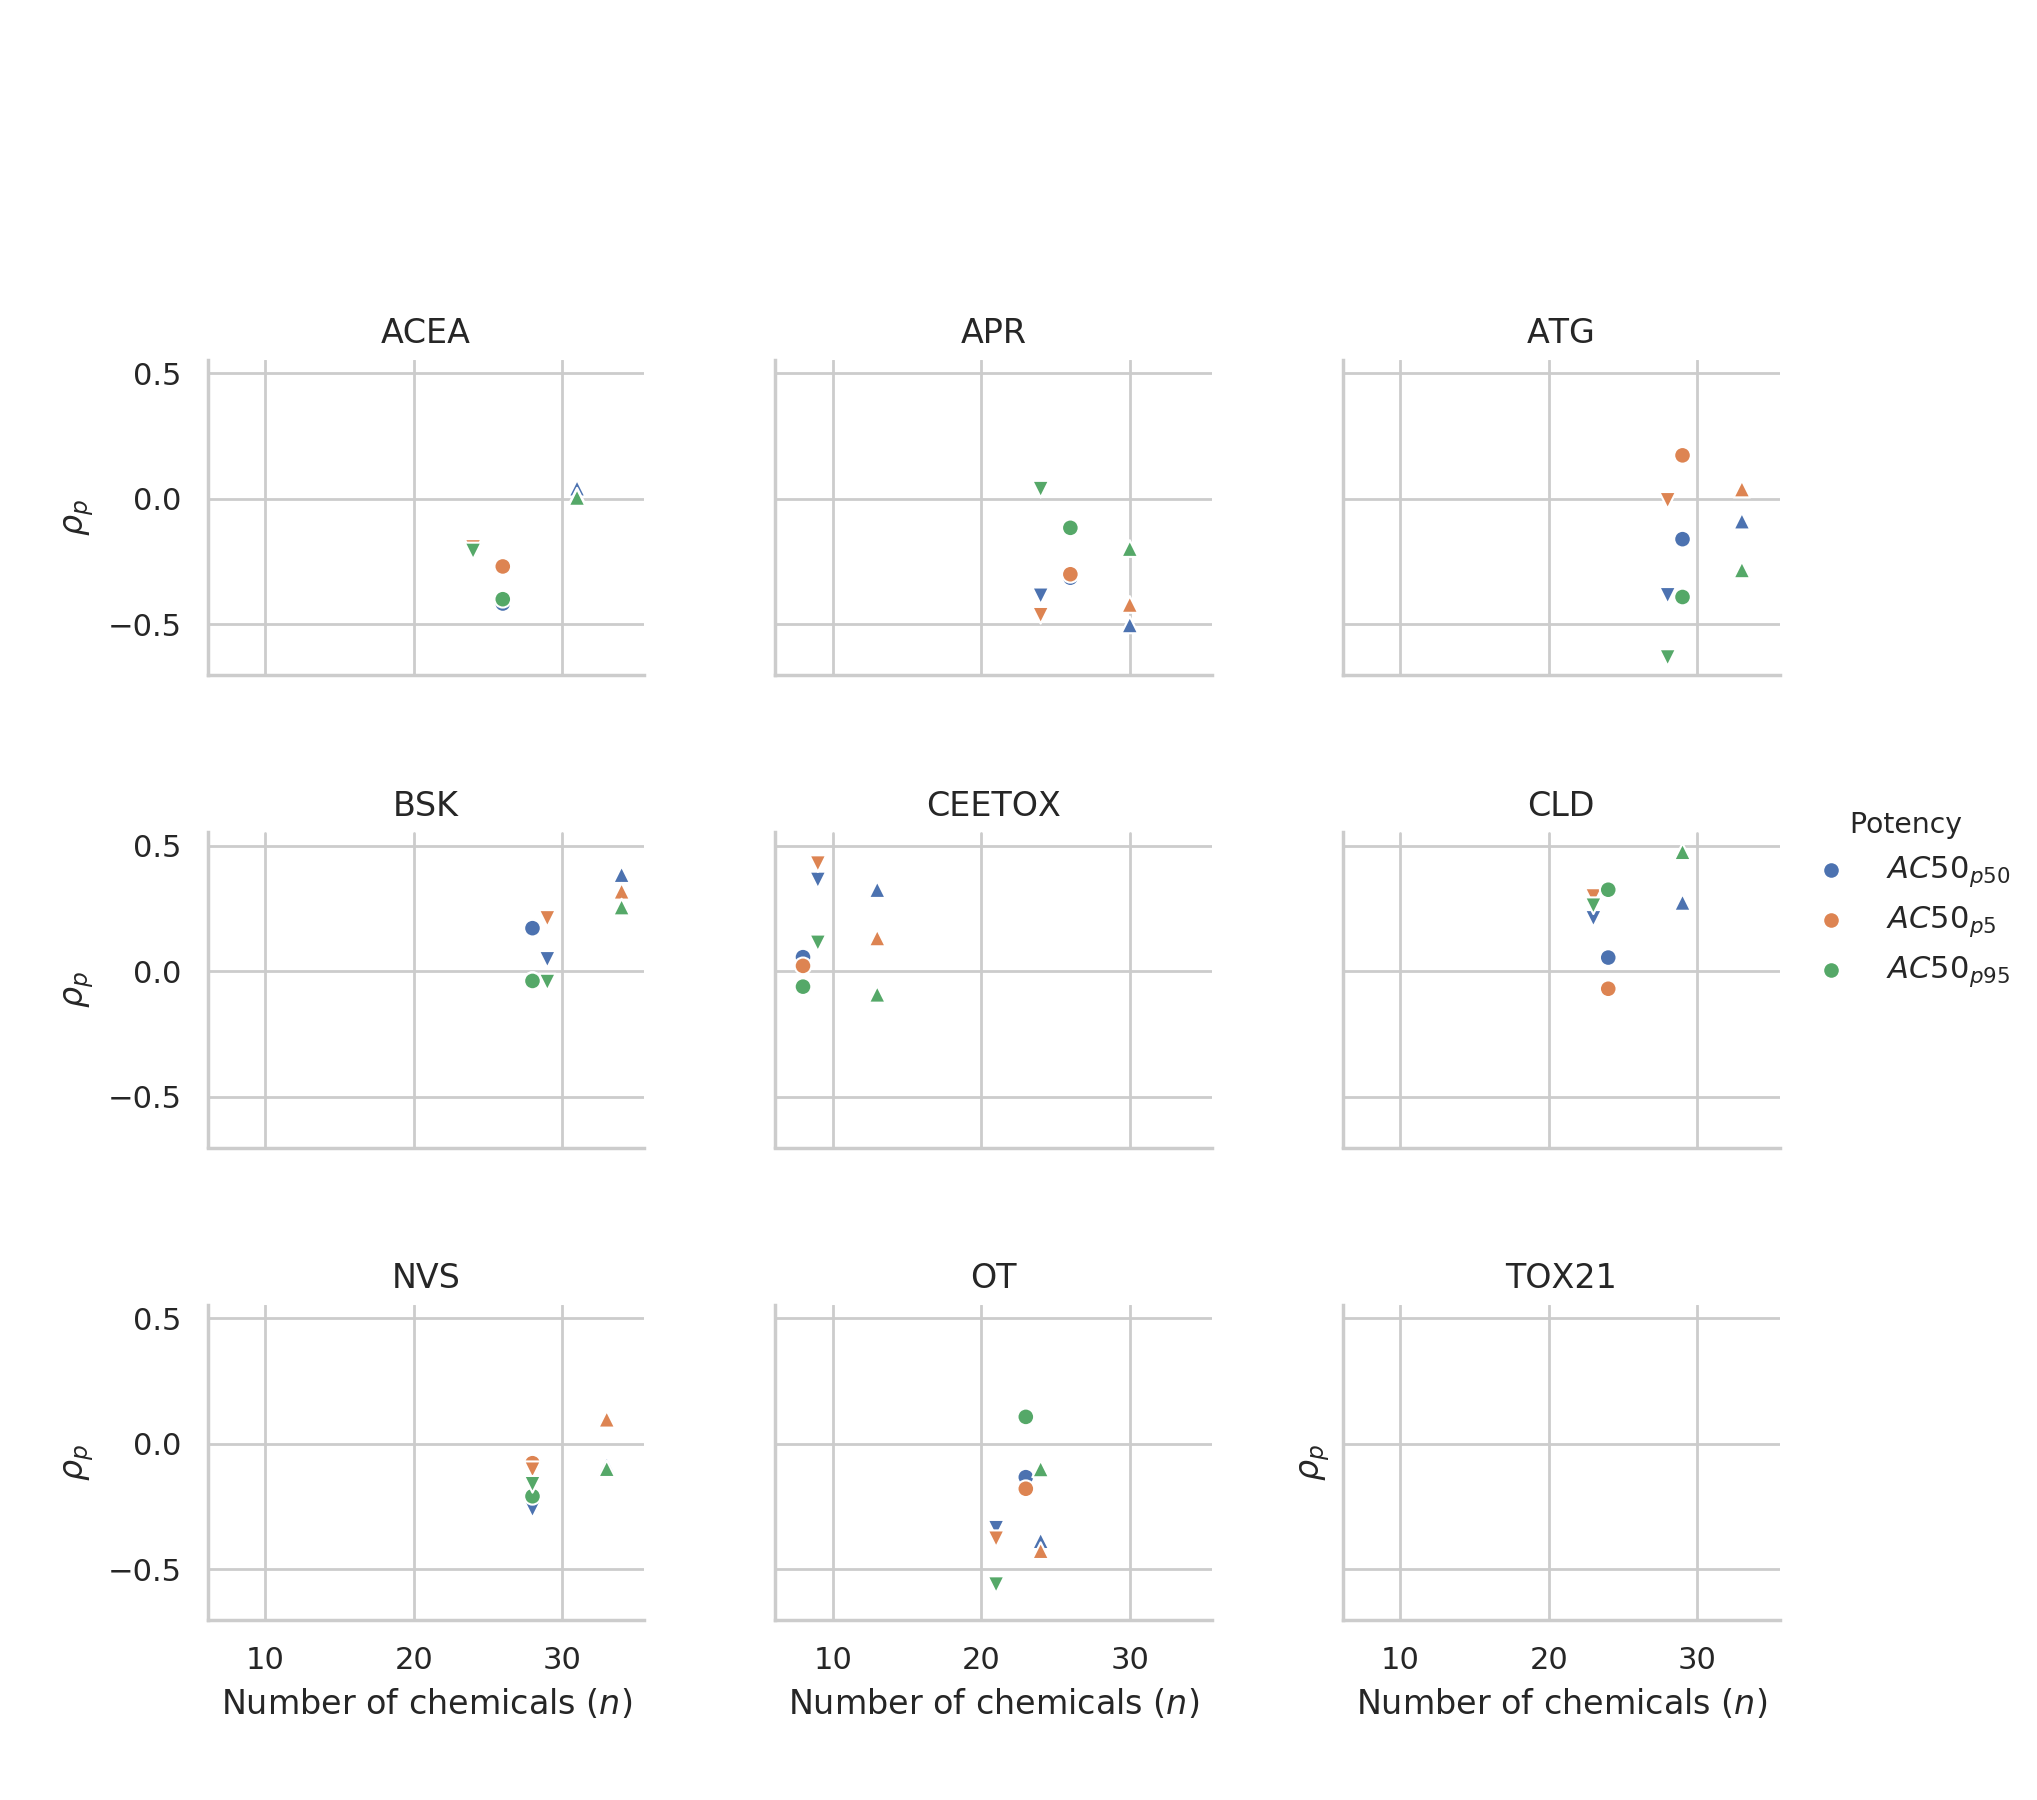 ACEA
APR
ATG
0.5
0.0
−0.5
ρp
BSK
CEETOX
CLD
0.5
0.0
−0.5
ρp
Potency
AC50p50
AC50p5
AC50p95
NVS
OT
TOX21
0.5
0.0
−0.5
ρp
ρp
10 20 30
10 20 30
10 20 30
Number of chemicals (n)
Number of chemicals (n)
Number of chemicals (n)